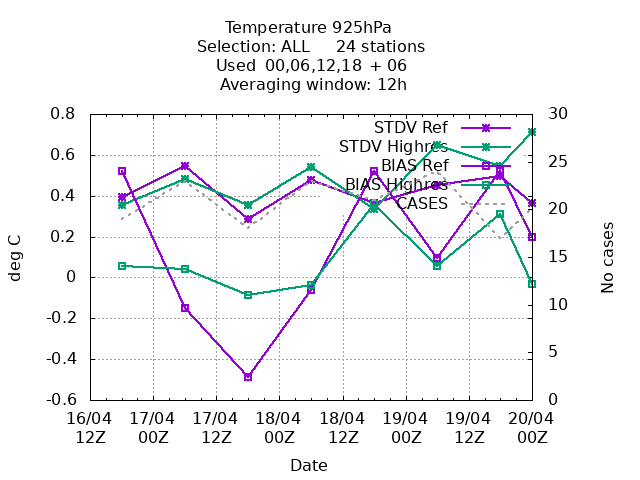 Temperature 925hPa
Selection: ALL 24 stations
Used 00,06,12,18 + 06
Averaging window: 12h
0.8
0.6
0.4
0.2
0
-0.2
-0.4
-0.6
deg C
30
25
20
15
10
5
0
No cases
STDV Ref
STDV Highres
BIAS Ref
BIAS Highres
CASES
16/04 17/04 17/04 18/04 18/04 19/04 19/04 20/04
12Z 00Z 12Z 00Z 12Z 00Z 12Z 00Z
Date